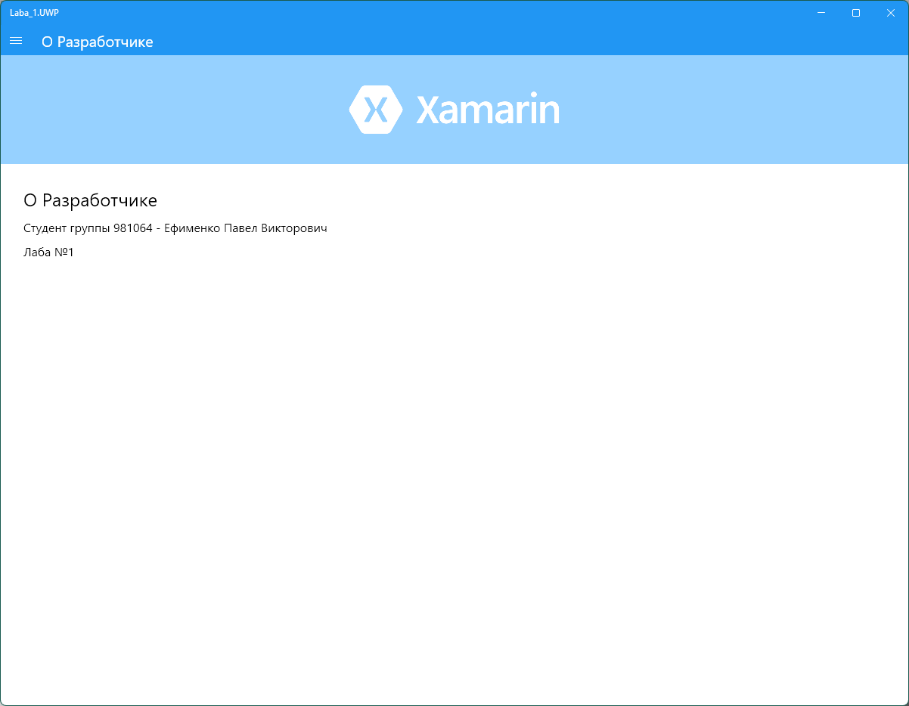 Laba_1.UWP
О Разработчике
Xamarin
О Разработчике
Студент группы 981064 - Ефименко Павел Викторович
Лаба №1